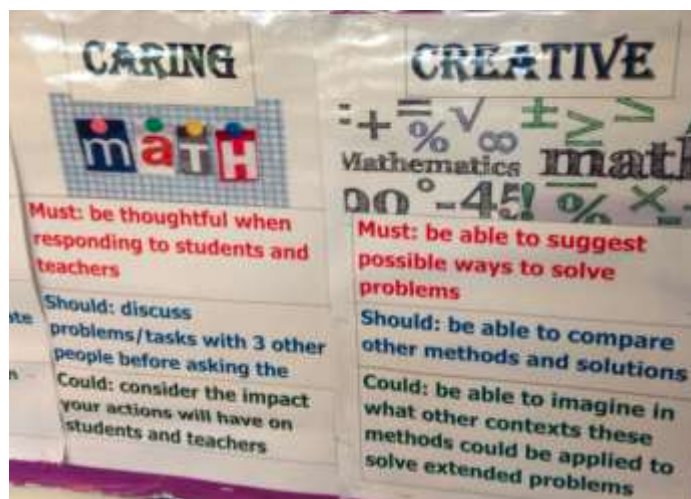 CARING
math
Must: be thoughtful when
responding to students and
teachers
Should: discuss
problems/tasks with 3 other
people before asking the
Could: consider the impact
your actions will have on
students and teachers
CREATIVE
:+=√∞±≥≤
%
Mathematics math
°-45! % ×
Must: be able to suggest
possible ways to solve
problems
Should: be able to compare
other methods and solutions
Could: be able to imagine in
what other contexts these
methods could be applied to
solve extended problems